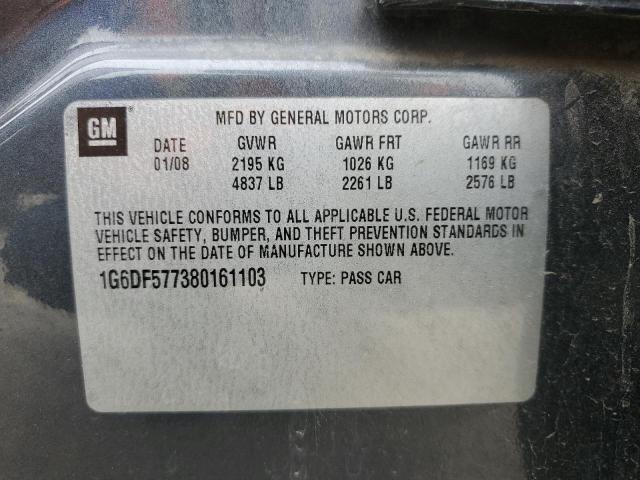 GM
MFD BY GENERAL MOTORS CORP.
DATE GVWR GAWR FRT GAWR RR
01/08 2195 KG 1026 KG 1169 KG
4837 LB 2261 LB 2576 LB
THIS VEHICLE CONFORMS TO ALL APPLICABLE U.S. FEDERAL MOTOR
VEHICLE SAFETY, BUMPER, AND THEFT PREVENTION STANDARDS IN
EFFECT ON THE DATE OF MANUFACTURE SHOWN ABOVE.
1G6DF577380161103 TYPE: PASS CAR